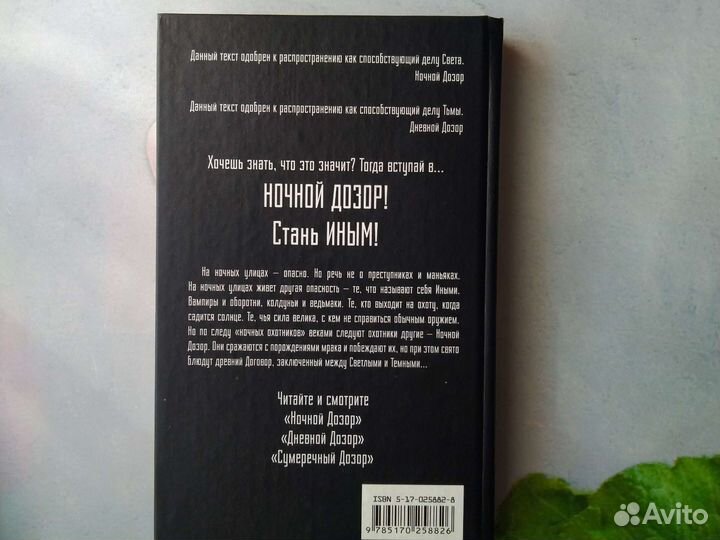 Данный текст одобрен к распространению как способствующий делу Света.
Ночной Дозор
Данный текст одобрен к распространению как способствующий делу Тьмы.
Дневной Дозор
Хочешь знать, что это значит? Тогда вступай в...
НОЧНОЙ ДОЗОР!
Стань ИНЫМ!
На ночных улицах – опасно. Но речь не о преступниках и маньяках.
На ночных улицах живет другая опасность – те, что называют себя Иными.
Вампиры и оборотни, колдуньи и ведьмаки. Те, кто выходит на охоту, когда
садится солнце. Те, чья сила велика, с кем не справиться обычным оружием.
Но по следу «ночных охотников» веками следуют охотники другие – Ночной
Дозор. Они сражаются с порождениями мрака и побеждают их, но при этом свято
блюдут древний Договор, заключенный между Светлыми и Темными...
Читайте и смотрите
«Ночной Дозор»
«Дневной Дозор»
«Сумеречный Дозор»
ISBN 5-17-025882-8
9 785170 258826
Avito